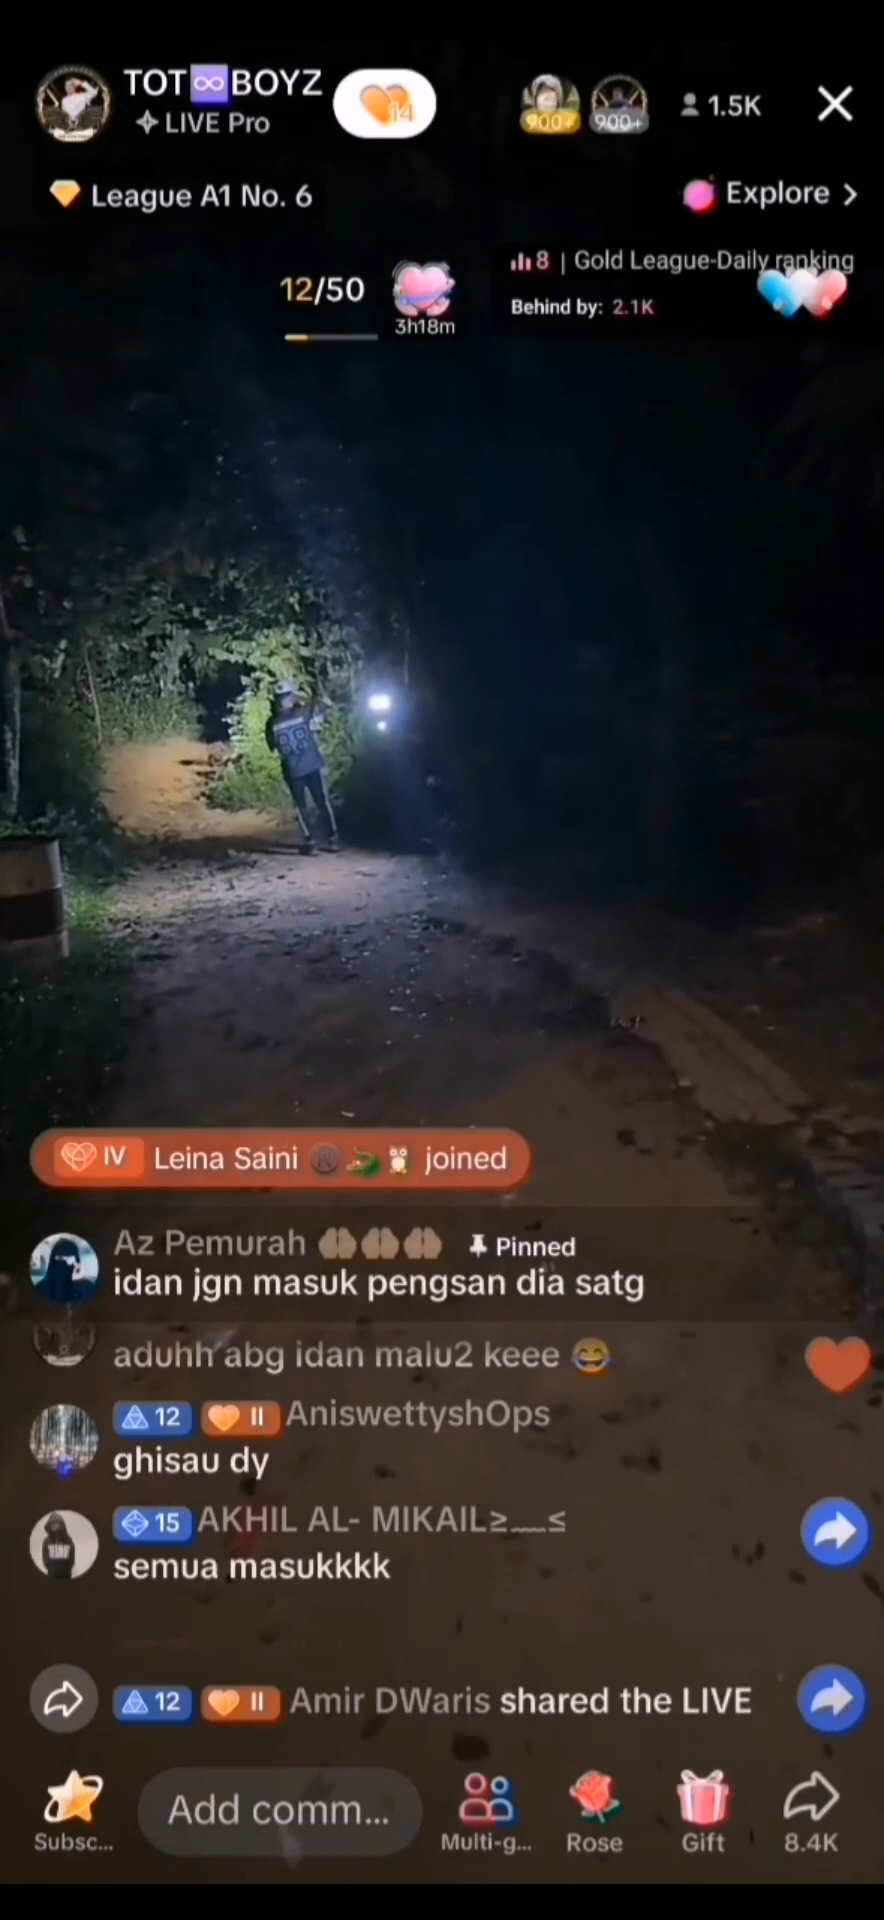 TOT♾️BOYZ
LIVE Pro
14
900+
900+
1.5K
League A1 No. 6
Explore
12/50
3h18m
8 | Gold League-Daily ranking
Behind by: 2.1K
88
IV Leina Saini ®️🐊🦉 joined
Az Pemurah 🤲🤲🤲 Pinned
idan jgn masuk pengsan dia satg
aduhh abg idan malu2 keee 😂
12 II AniswettyshOps
ghisau dy
15 AKHIL AL- MIKAIL≥﹏≤
semua masukkkk
12 II Amir DWaris shared the LIVE
Add comm...
Subsc...
Multi-g...
Rose
Gift
8.4K